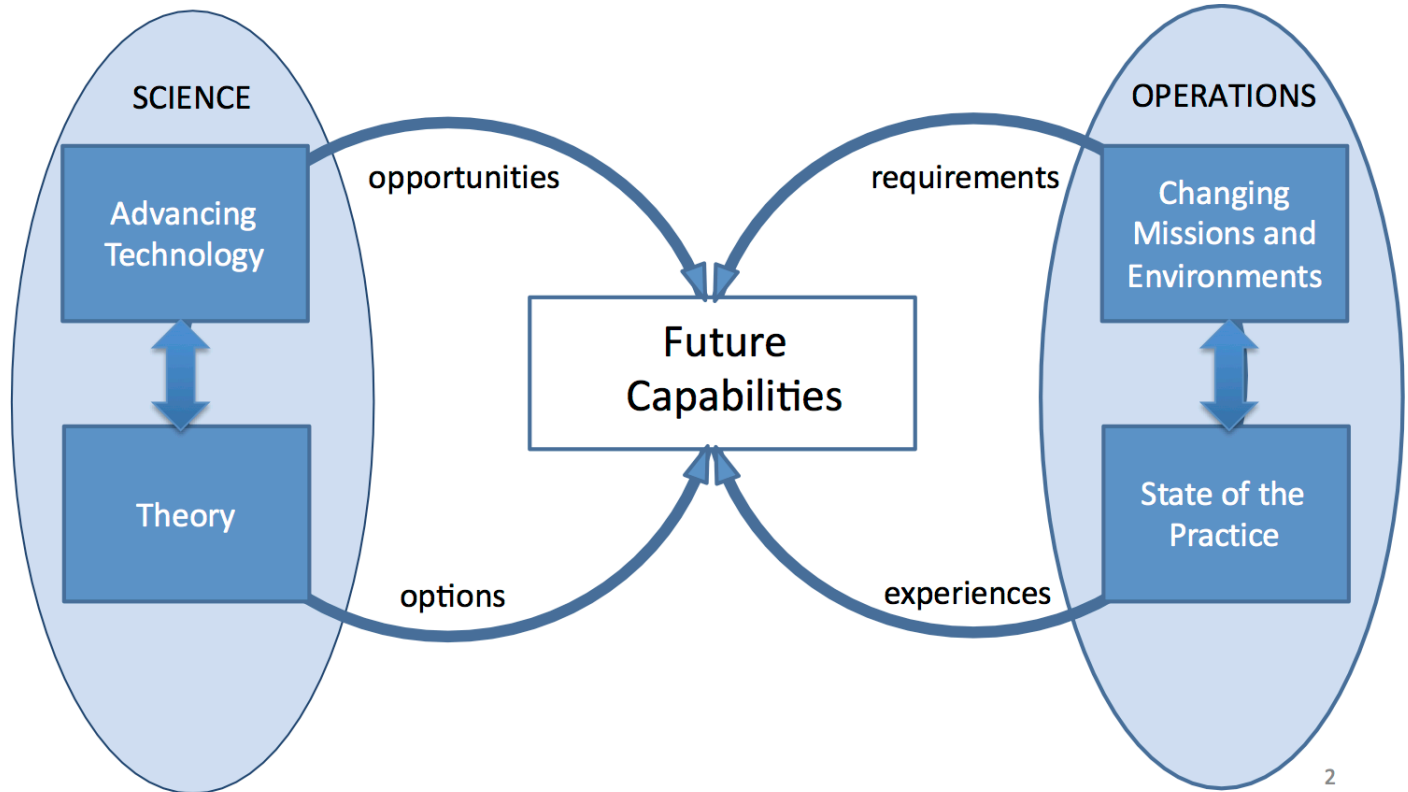 SCIENCE
Advancing
Technology
Theory
opportunities
options
Future
Capabilities
requirements
experiences
OPERATIONS
Changing
Missions and
Environments
State of the
Practice
2